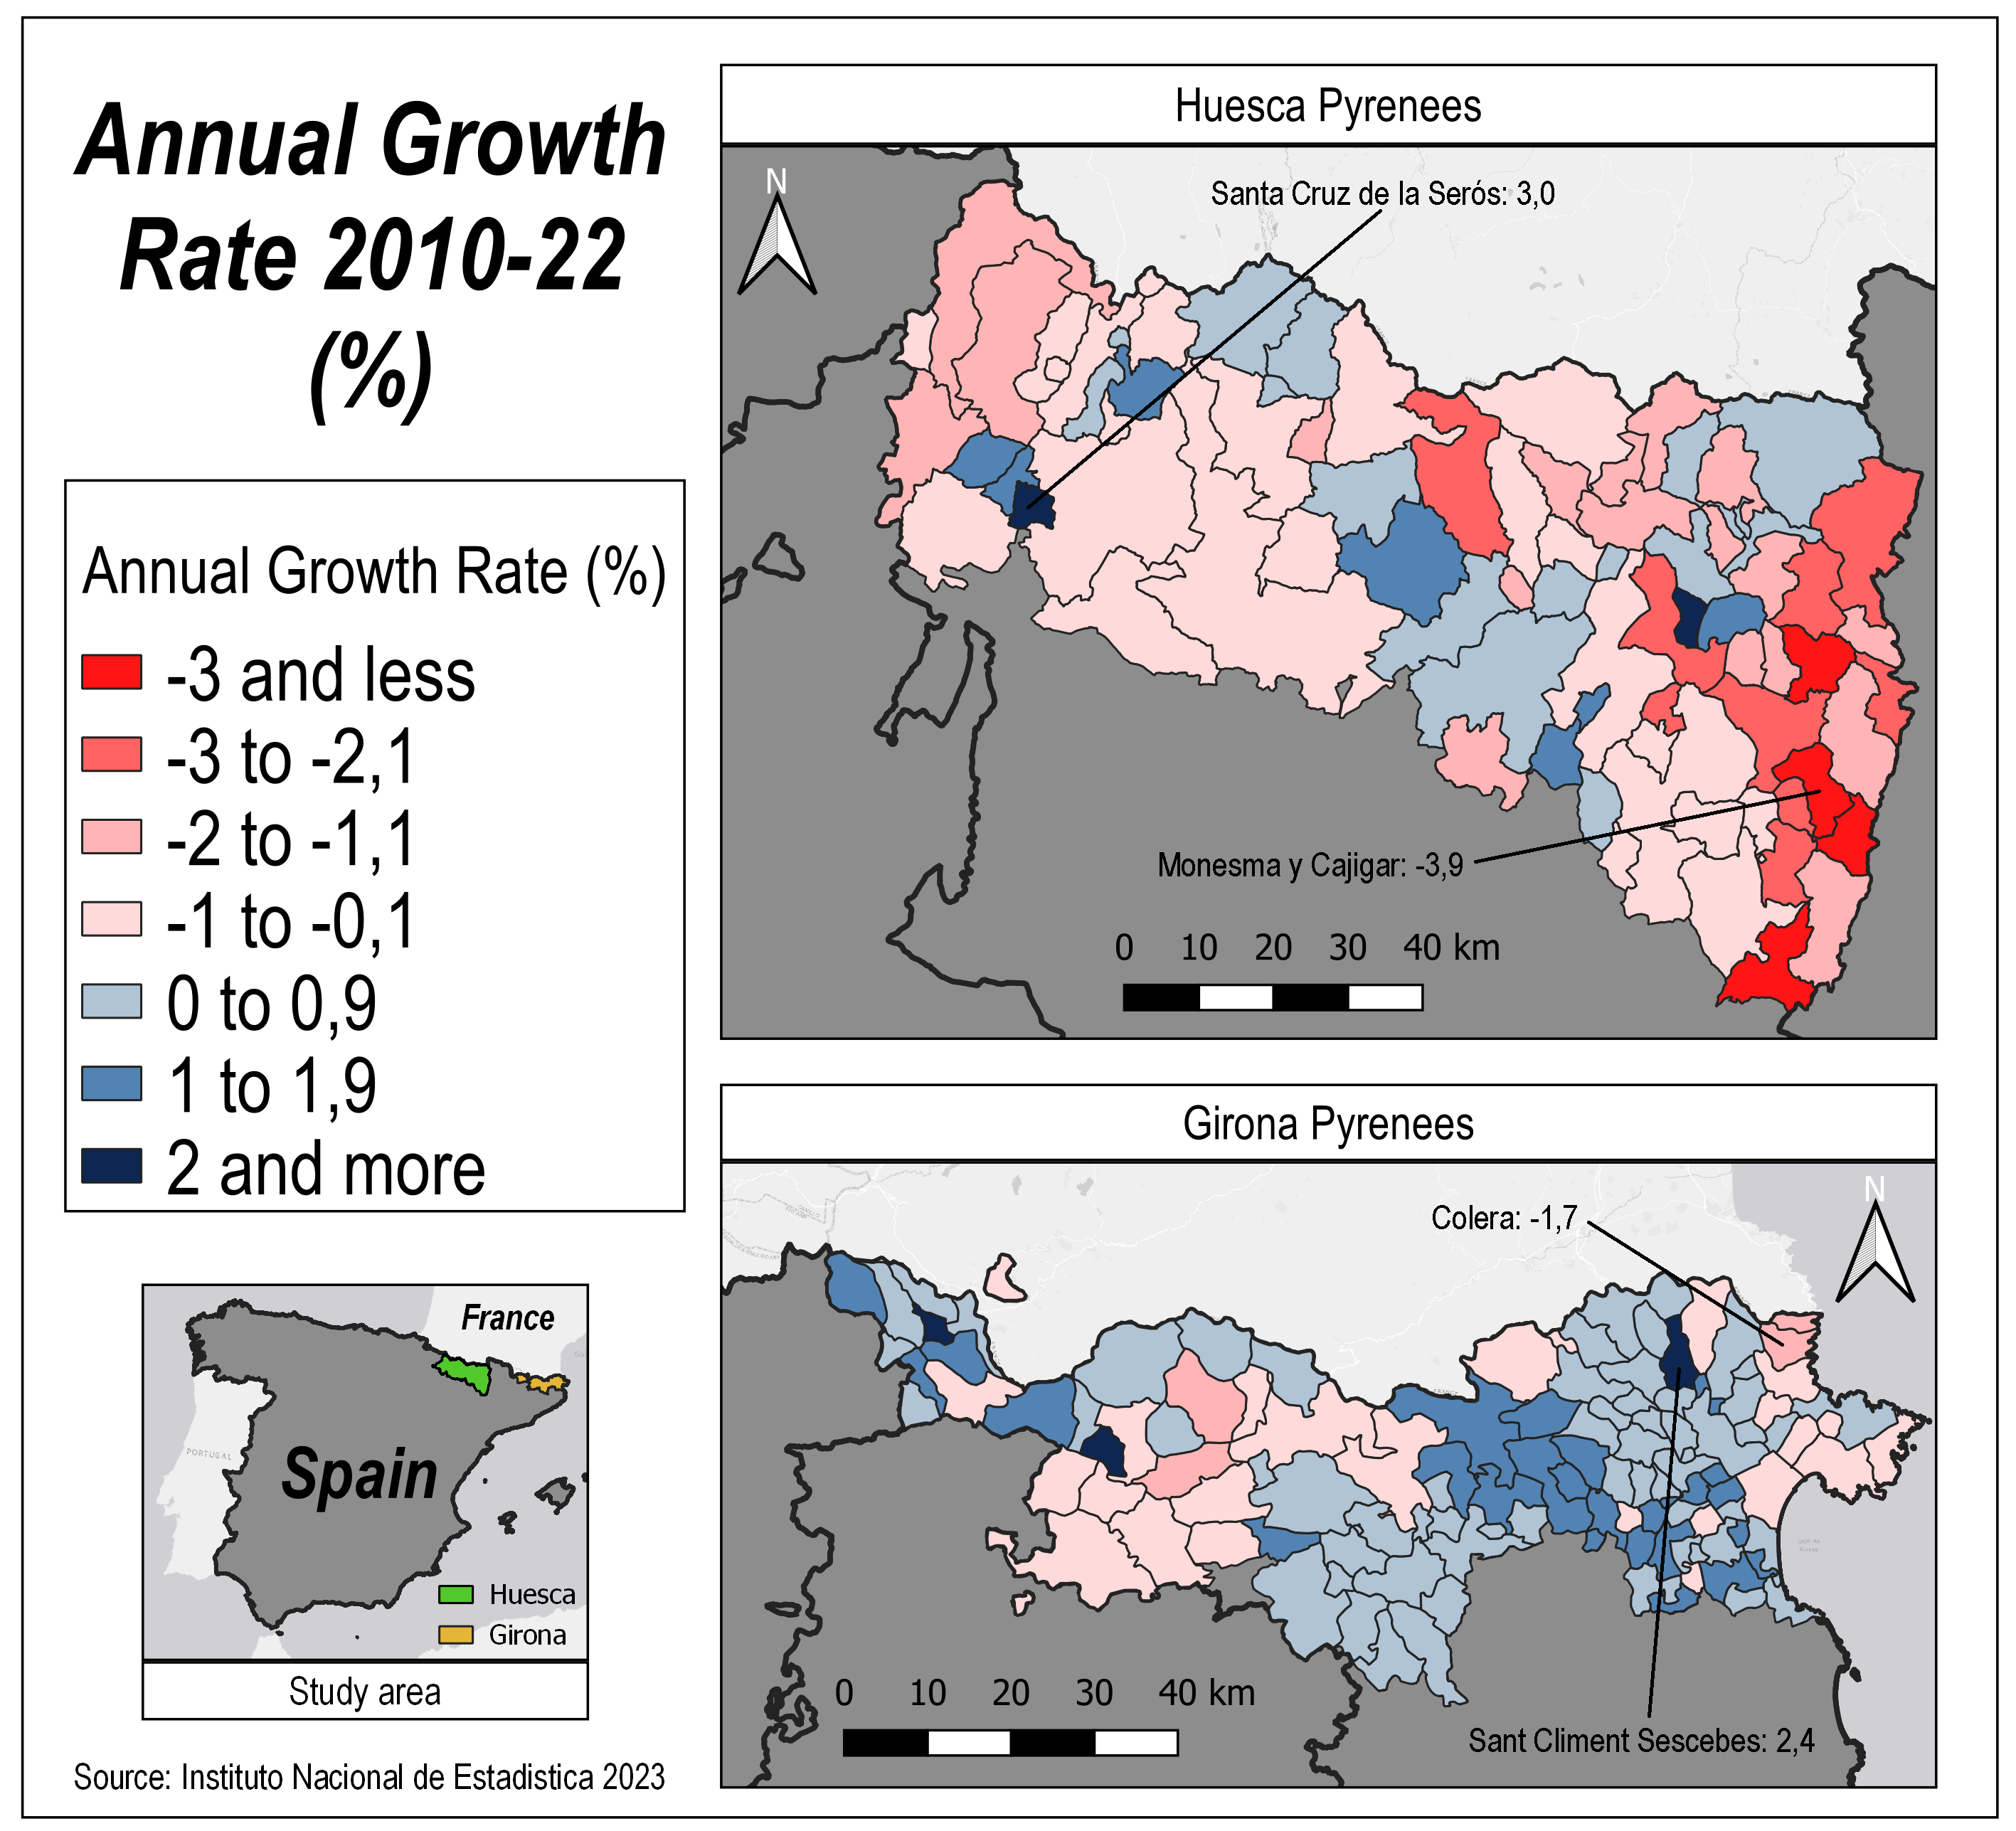 Annual Growth
Rate 2010-22
(%)
Annual Growth Rate (%)
-3 and less
-3 to -2,1
-2 to -1,1
-1 to -0,1
0 to 0,9
1 to 1,9
2 and more
France
PORTUGAL
Spain
Huesca
Girona
Study area
Source: Instituto Nacional de Estadistica 2023
Huesca Pyrenees
N
Santa Cruz de la Serós: 3,0
Monesma y Cajigar: -3,9
0 10 20 30 40 km
Girona Pyrenees
N
Colera: -1,7
0 10 20 30 40 km
Sant Climent Sescebes: 2,4